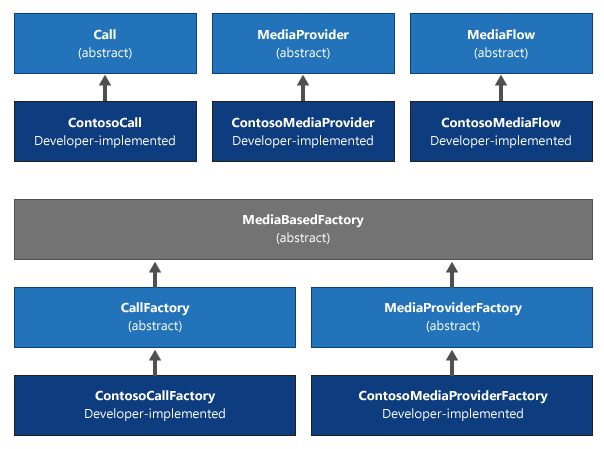 Call
(abstract)
MediaProvider
(abstract)
MediaFlow
(abstract)
ContosoCall
Developer-implemented
ContosoMediaProvider
Developer-implemented
ContosoMediaFlow
Developer-implemented
MediaBasedFactory
(abstract)
CallFactory
(abstract)
MediaProviderFactory
(abstract)
ContosoCallFactory
Developer-implemented
ContosoMediaProviderFactory
Developer-implemented